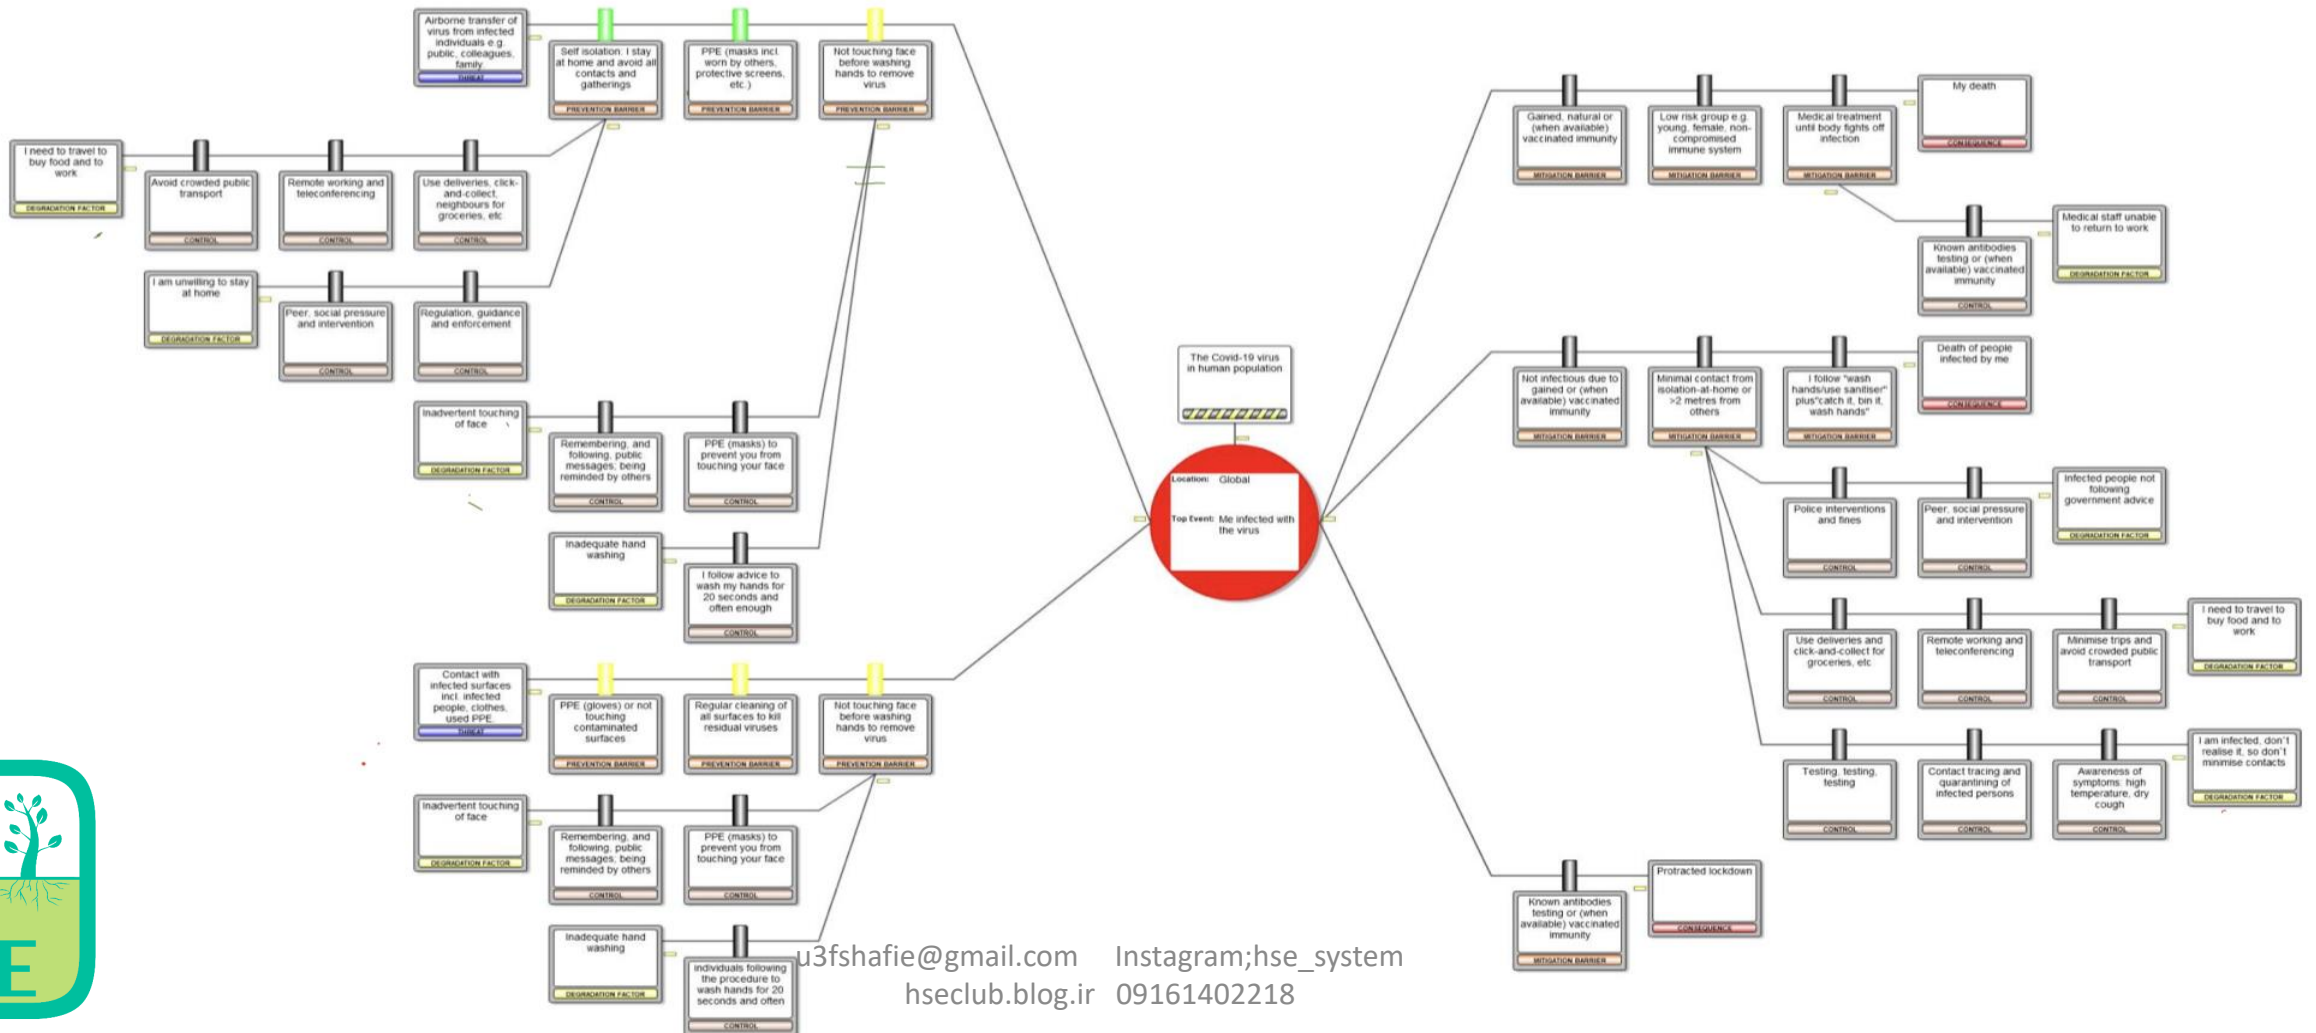 Airborne transfer of
virus from infected
individuals e.g.
public, colleagues,
family
THREAT
Self isolation: I stay
at home and avoid all
contacts and
gatherings
PREVENTION BARRIER
PPE (masks incl.
worn by others,
protective screens,
etc.)
PREVENTION BARRIER
Not touching face
before washing
hands to remove
virus
PREVENTION BARRIER
I need to travel to
buy food and to
work
DEGRADATION FACTOR
Avoid crowded public
transport
CONTROL
Remote working and
teleconferencing
CONTROL
Use deliveries, click-
and-collect,
neighbours for
groceries, etc
CONTROL
I am unwilling to stay
at home
DEGRADATION FACTOR
Peer, social pressure
and intervention
CONTROL
Regulation, guidance
and enforcement
CONTROL
Inadvertent touching
of face
DEGRADATION FACTOR
Remembering, and
following, public
messages, being
reminded by others
CONTROL
PPE (masks) to
prevent you from
touching your face
CONTROL
Inadequate hand
washing
DEGRADATION FACTOR
I follow advice to
wash my hands for
20 seconds and
often enough
CONTROL
Contact with
infected surfaces
incl. infected
people, clothes,
used PPE.
THREAT
PPE (gloves) or not
touching
contaminated
surfaces
PREVENTION BARRIER
Regular cleaning of
all surfaces to kill
residual viruses
PREVENTION BARRIER
Not touching face
before washing
hands to remove
virus
PREVENTION BARRIER
Inadvertent touching
of face
DEGRADATION FACTOR
Remembering, and
following, public
messages, being
reminded by others
CONTROL
PPE (masks) to
prevent you from
touching your face
CONTROL
Inadequate hand
washing
DEGRADATION FACTOR
individuals following
the procedure to
wash hands for 20
seconds and often
CONTROL
The Covid-19 virus
in human population
Location: Global
Top Event: Me infected with
the virus
Gained, natural or
(when available)
vaccinated immunity
MITIGATION BARRIER
Low risk group e.g.
young, female, non-
compromised
immune system
MITIGATION BARRIER
Medical treatment
until body fights off
infection
MITIGATION BARRIER
My death
CONSEQUENCE
Known antibodies
testing or (when
available) vaccinated
immunity
CONTROL
Medical staff unable
to return to work
DEGRADATION FACTOR
Not infectious due to
gained or (when
available) vaccinated
immunity
MITIGATION BARRIER
Minimal contact from
isolation-at-home or
>2 metres from
others
MITIGATION BARRIER
I follow "wash
hands/use sanitiser"
plus"catch it, bin it,
wash hands"
MITIGATION BARRIER
Death of people
infected by me
CONSEQUENCE
Police interventions
and fines
CONTROL
Peer, social pressure
and intervention
CONTROL
Infected people not
following
government advice
DEGRADATION FACTOR
Use deliveries and
click-and-collect for
groceries, etc
CONTROL
Remote working and
teleconferencing
CONTROL
Minimise trips and
avoid crowded public
transport
CONTROL
I need to travel to
buy food and to
work
DEGRADATION FACTOR
Testing, testing,
testing
CONTROL
Contact tracing and
quarantining of
infected persons
CONTROL
Awareness of
symptoms: high
temperature, dry
cough
CONTROL
I am infected, don't
realise it, so don't
minimise contacts
DEGRADATION FACTOR
Known antibodies
testing or (when
available) vaccinated
immunity
MITIGATION BARRIER
Protracted lockdown
CONSEQUENCE
E
u3fshafie@gmail.com Instagram;hse_system
hseclub.blog.ir 09161402218